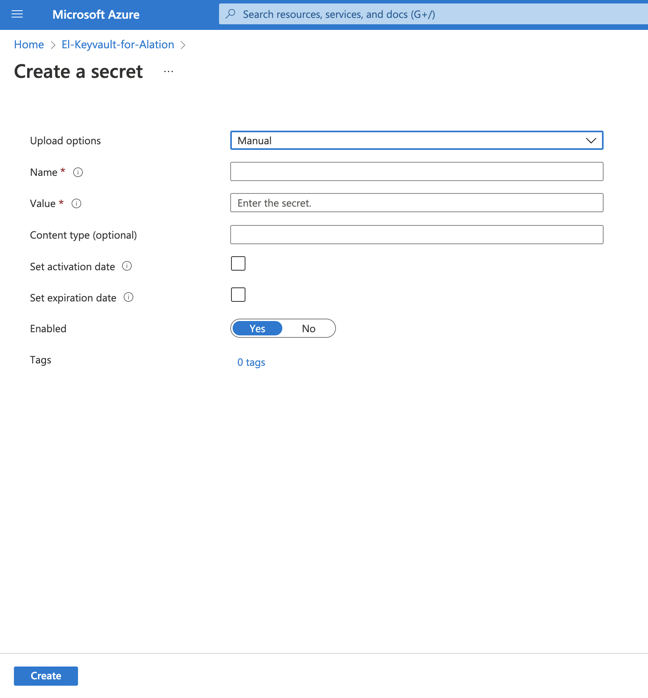 Microsoft Azure
Search resources, services, and docs (G+/)
Home > El-Keyvault-for-Alation >
Create a secret ...
Upload options Manual
Name *
Value * Enter the secret.
Content type (optional)
Set activation date
Set expiration date
Enabled Yes No
Tags 0 tags
Create